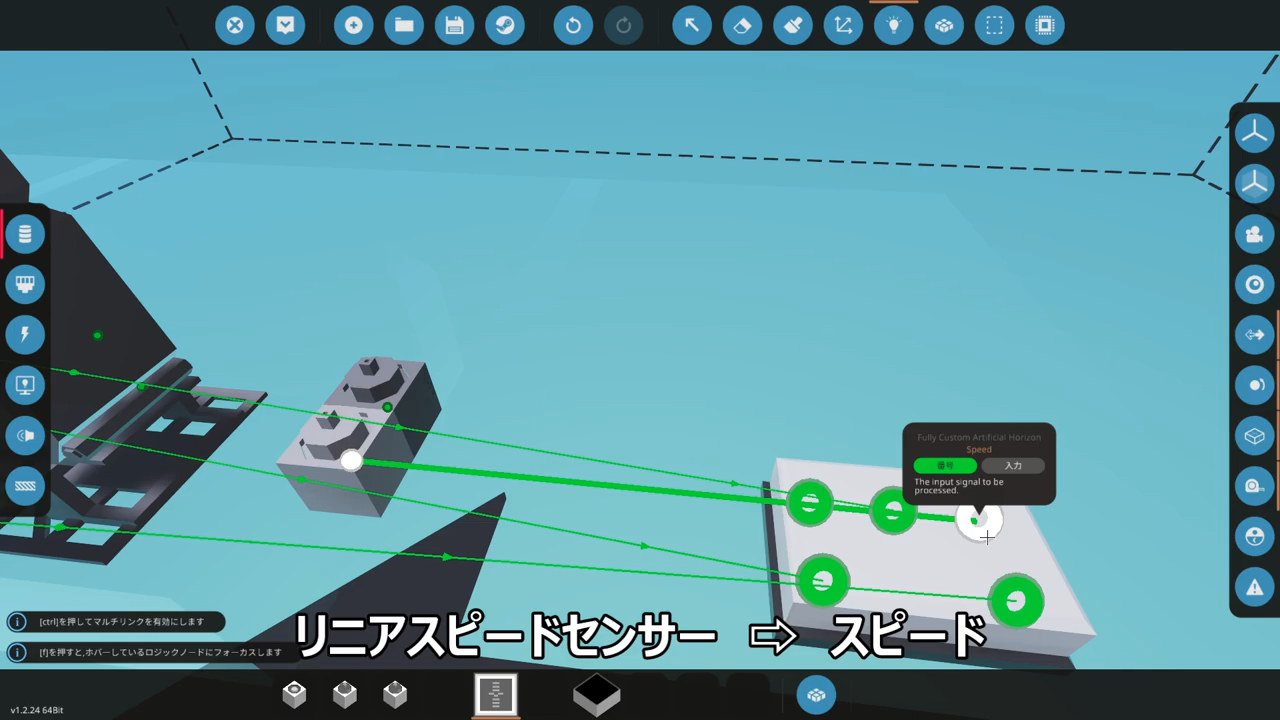 Fully Custom Artificial Horizon
Speed
番号 入力
The input signal to be
processed.
[ctrl]を押してマルチリンクを有効にします
[f]を押すと,ホバーしているロジックノードにフォーカスします
リニアスピードセンサー ⇨ スピード
v1.2.24 64Bit